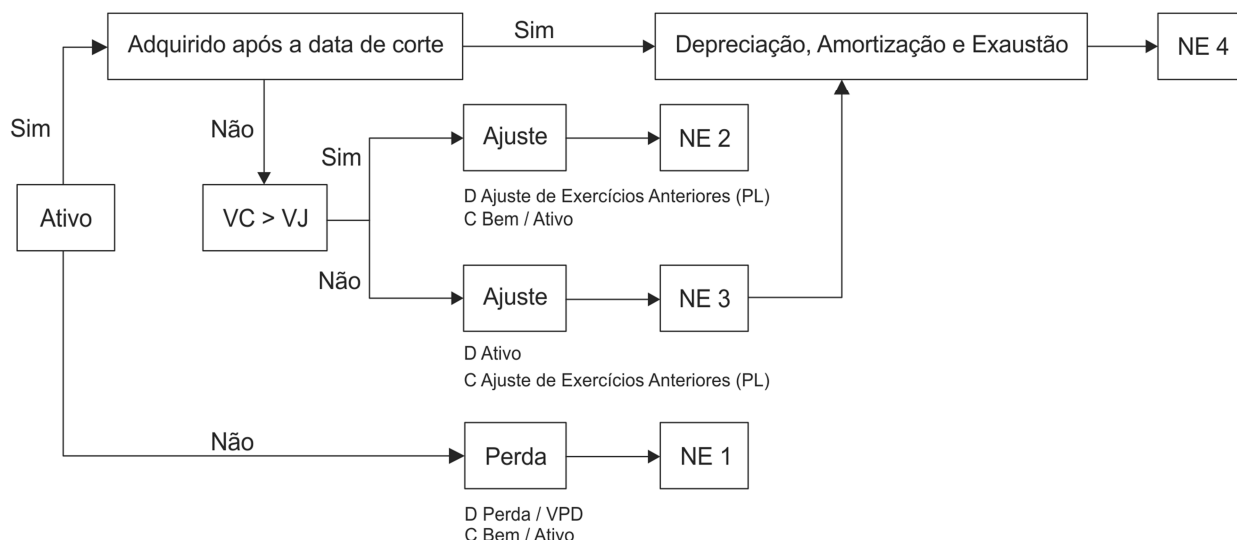 Adquirido após a data de corte
Sim
Depreciação, Amortização e Exaustão
NE 4
Sim
Não
Sim
Ajuste
NE 2
D Ajuste de Exercícios Anteriores (PL)
C Bem / Ativo
Ativo
VC > VJ
Não
Ajuste
NE 3
D Ativo
C Ajuste de Exercícios Anteriores (PL)
Não
Perda
NE 1
D Perda / VPD
C Bem / Ativo